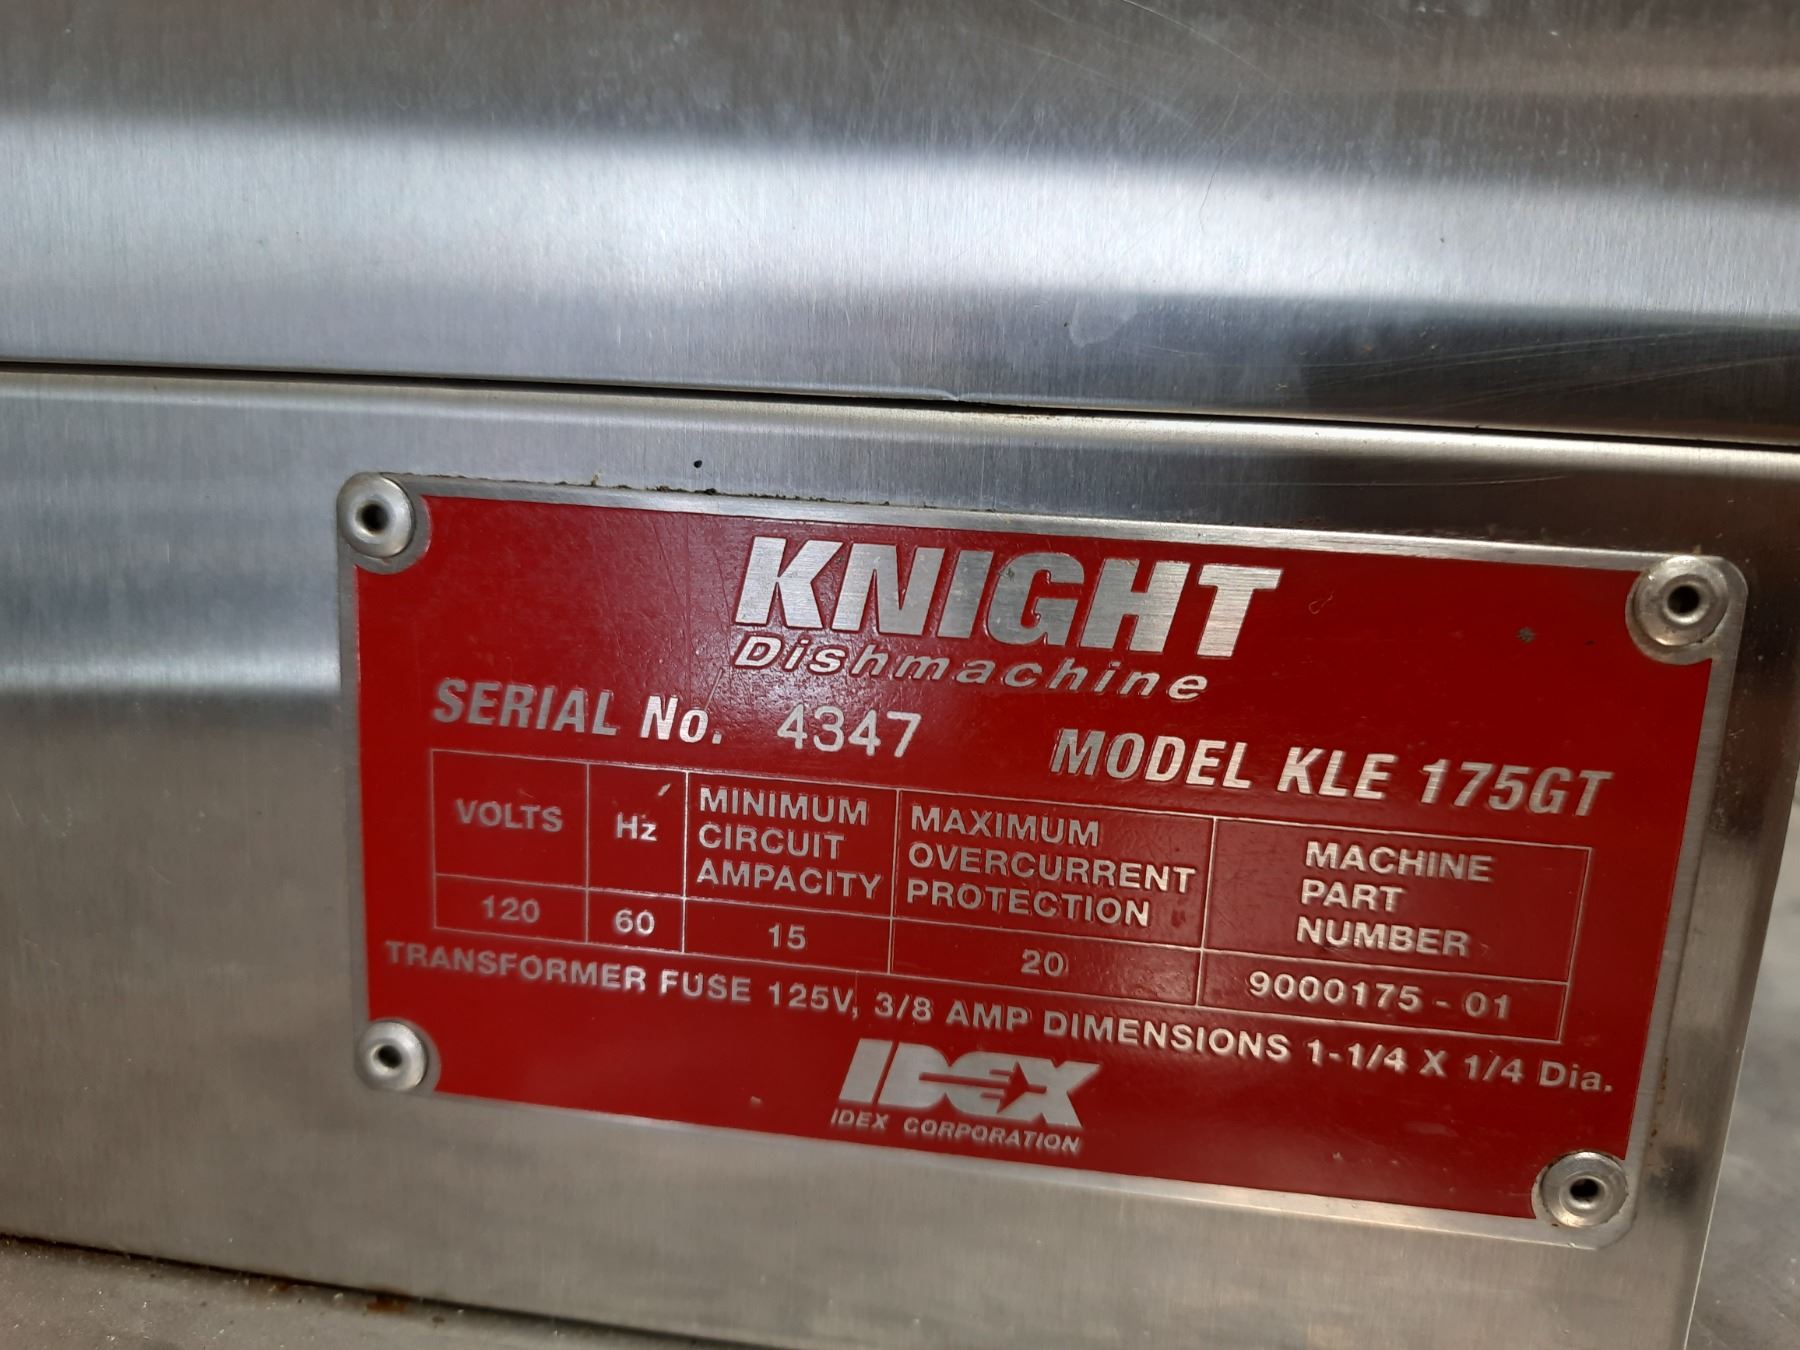 KNIGHT
Dishmachine
SERIAL No. 4347 MODEL KLE 175GT
VOLTS
Hz
MINIMUM
CIRCUIT
AMPACITY
MAXIMUM
OVERCURRENT
PROTECTION
MACHINE
PART
NUMBER
120 60 15 20 9000175 - 01
TRANSFORMER FUSE 125V, 3/8 AMP DIMENSIONS 1-1/4 X 1/4 Dia.
IDEX
IDEX CORPORATION